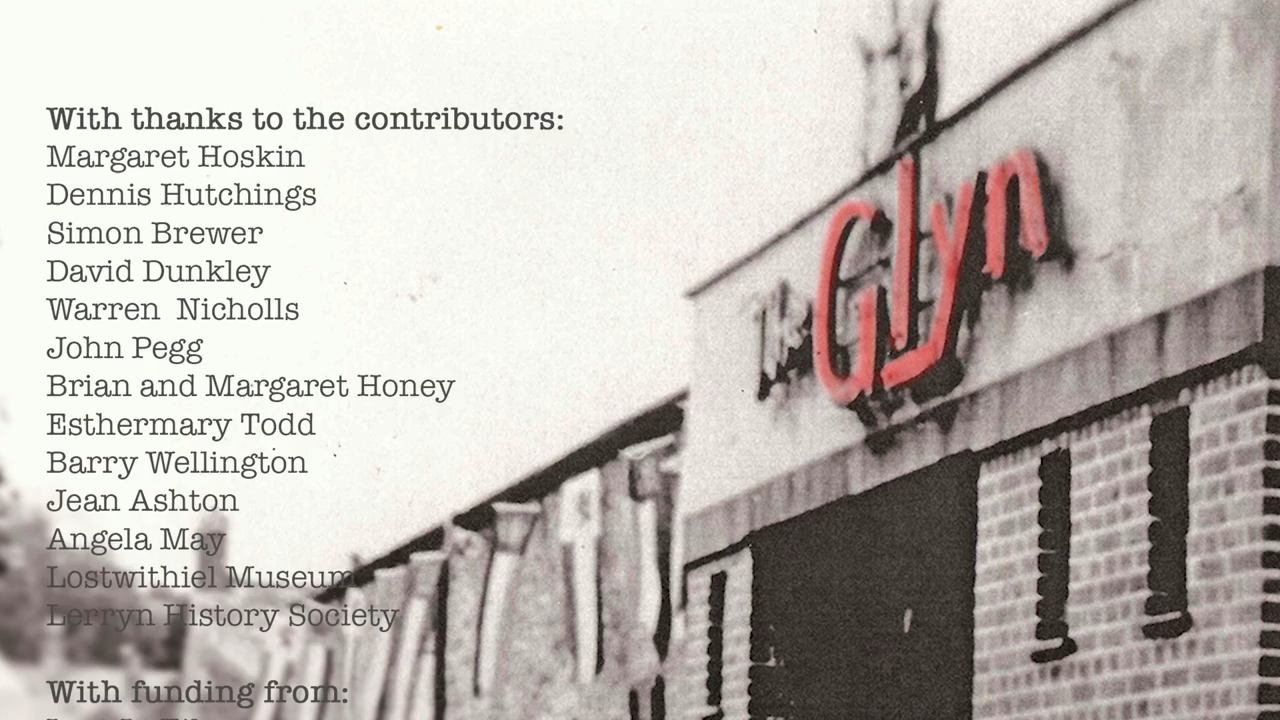 With thanks to the contributors:
Margaret Hoskin
Dennis Hutchings
Simon Brewer
David Dunkley
Warren  Nicholls
John Pegg
Brian and Margaret Honey
Esthermary Todd
Barry Wellington
Jean Ashton
Angela May
Lostwithiel Museum
Lerryn History Society
With funding from:
The Glyn